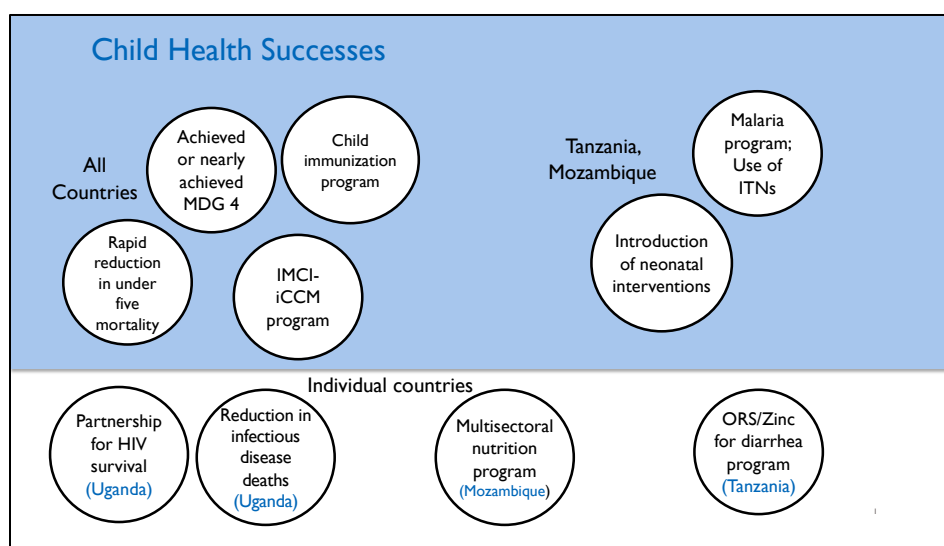 Child Health Successes
All
Countries
Achieved
or nearly
achieved
MDG 4
Child
immunization
program
Rapid
reduction
in under
five
mortality
IMCI-
iCCM
program
Tanzania,
Mozambique
Malaria
program;
Use of
ITNs
Introduction
of neonatal
interventions
Individual countries
Partnership
for HIV
survival
(Uganda)
Reduction in
infectious
disease
deaths
(Uganda)
Multisectoral
nutrition
program
(Mozambique)
ORS/Zinc
for diarrhea
program
(Tanzania)